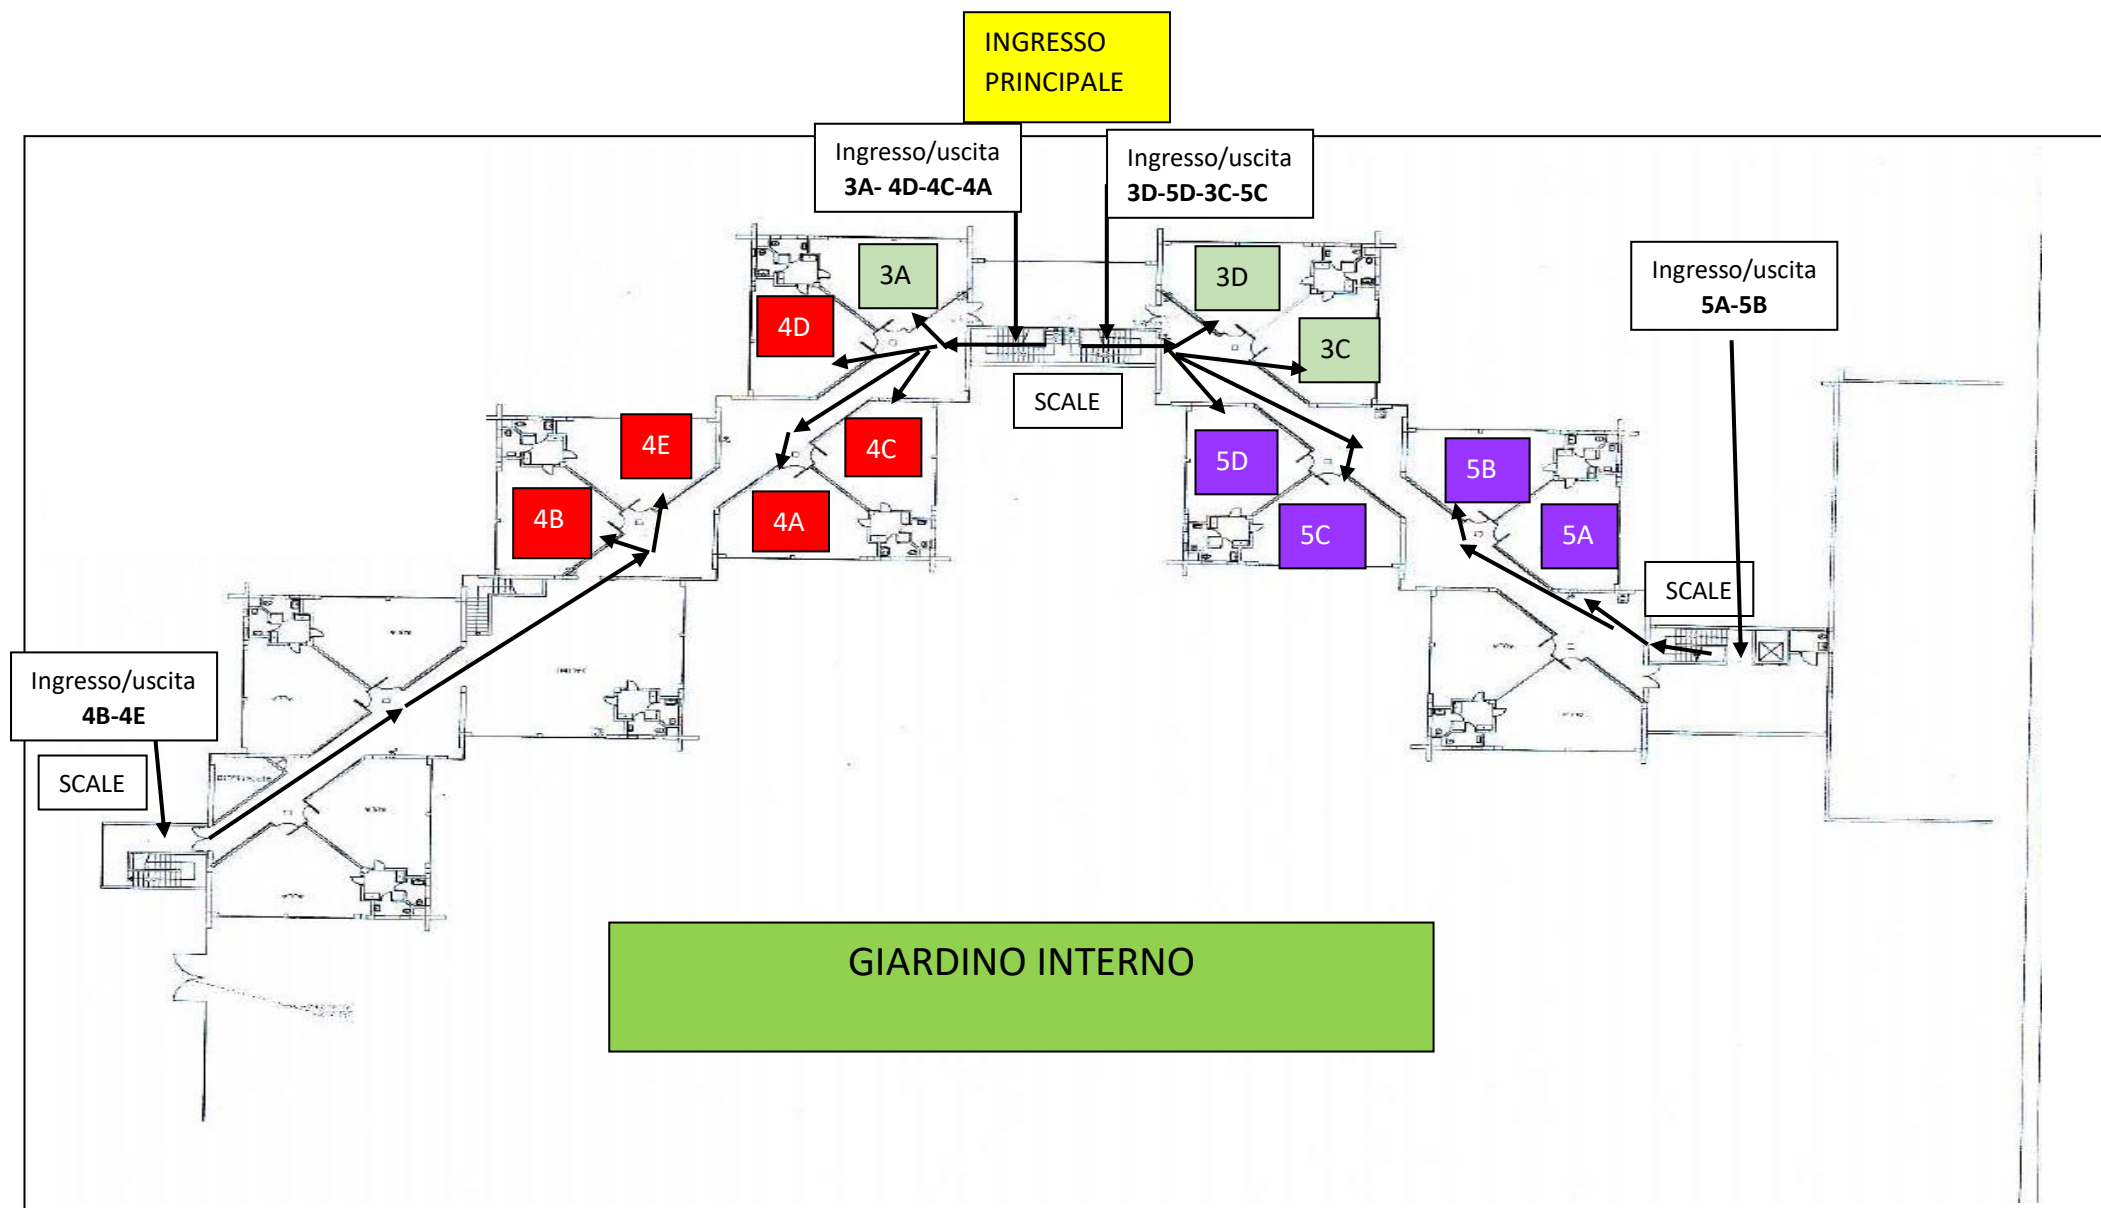 INGRESSO
PRINCIPALE
Ingresso/uscita
3A- 4D-4C-4A
Ingresso/uscita
3D-5D-3C-5C
Ingresso/uscita
5A-5B
3A
3D
4D
3C
SCALE
4E
4C
5D
5B
4B
4A
5C
5A
SCALE
Ingresso/uscita
4B-4E
SCALE
GIARDINO INTERNO